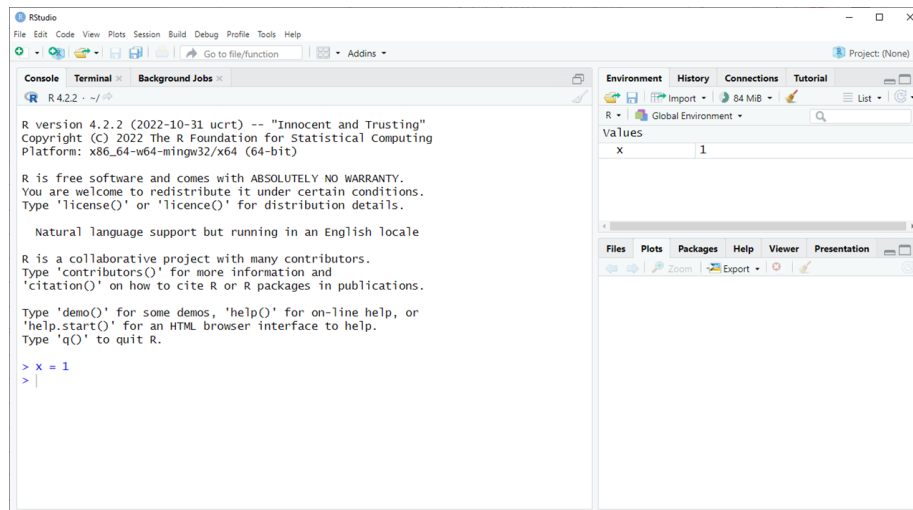 RStudio
File Edit Code View Plots Session Build Debug Profile Tools Help
Go to file/function Addins Project: (None)
Console Terminal Background Jobs
R 4.2.2 · ~/
R version 4.2.2 (2022-10-31 ucrt) -- "Innocent and Trusting"
Copyright (C) 2022 The R Foundation for Statistical Computing
Platform: x86_64-w64-mingw32/x64 (64-bit)
R is free software and comes with ABSOLUTELY NO WARRANTY.
You are welcome to redistribute it under certain conditions.
Type 'license()' or 'licence()' for distribution details.
Natural language support but running in an English locale
R is a collaborative project with many contributors.
Type 'contributors()' for more information and
'citation()' on how to cite R or R packages in publications.
Type 'demo()' for some demos, 'help()' for on-line help, or
'help.start()' for an HTML browser interface to help.
Type 'q()' to quit R.
> x = 1
>
Environment History Connections Tutorial
Import 84 MiB List
R Global Environment
Values
x 1
Files Plots Packages Help Viewer Presentation
Zoom Export